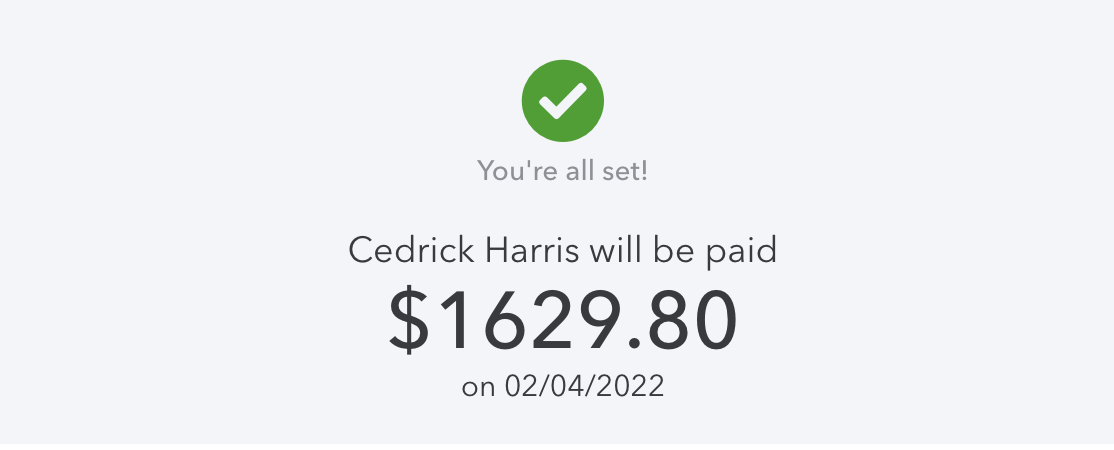 You're all set!
Cedrick Harris will be paid
$1629.80
on 02/04/2022